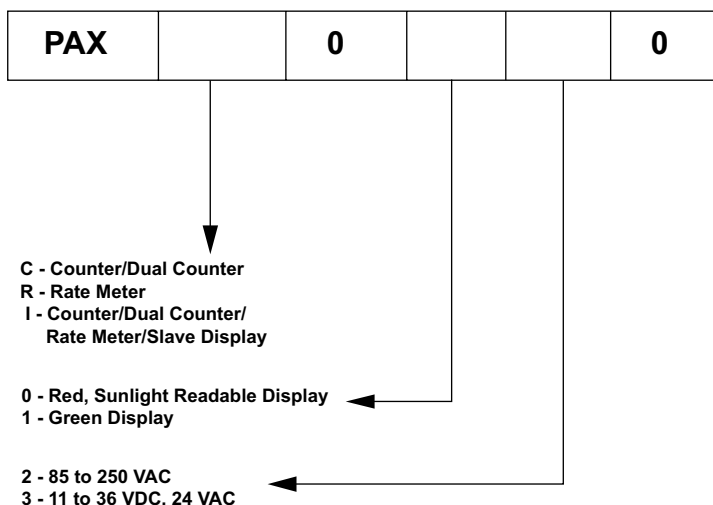 PAX 0 0
C - Counter/Dual Counter
R - Rate Meter
I - Counter/Dual Counter/
Rate Meter/Slave Display
0 - Red, Sunlight Readable Display
1 - Green Display
2 - 85 to 250 VAC
3 - 11 to 36 VDC, 24 VAC